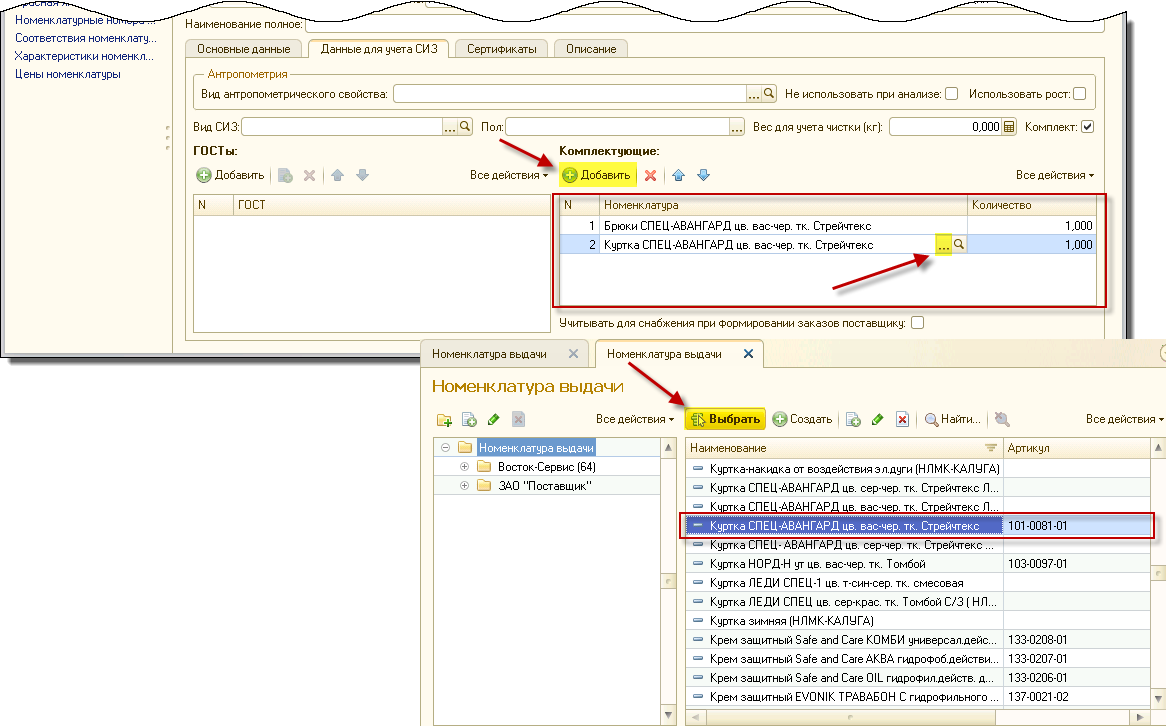 Номенклатурные номера ...
Соответствия номенклату...
Характеристики номенкл...
Цены номенклатуры
Наименование полное:
Основные данные
Данные для учета СИЗ
Сертификаты
Описание
Антропометрия
Вид антропометрического свойства:
...
Не использовать при анализе:
Использовать рост:
Вид СИЗ:
...
Пол:
...
Вес для учета чистки (кг):
0,000
Комплект:
ГОСТы:
Комплектующие:
Добавить
Все действия
Добавить
Все действия
N ГОСТ
N Номенклатура Количество
1 Брюки СПЕЦ-АВАНГАРД цв. вас-чер. тк. Стрейчтекс 1,000
2 Куртка СПЕЦ-АВАНГАРД цв. вас-чер. тк. Стрейчтекс ... 1,000
Учитывать для снабжения при формировании заказов поставщику:
Номенклатура выдачи
Номенклатура выдачи
Номенклатура выдачи
Все действия
Выбрать
Создать
Найти...
Все действия
Номенклатура выдачи
Восток-Сервис (64)
ЗАО "Поставщик"
Наименование Артикул
Куртка-накидка от воздействия эл.дуги (НЛМК-КАЛУГА)
Куртка СПЕЦ-АВАНГАРД цв. сер-чер. тк. Стрейчтекс Л...
Куртка СПЕЦ-АВАНГАРД цв. вас-чер. тк. Стрейчтекс Л...
Куртка СПЕЦ-АВАНГАРД цв. вас-чер. тк. Стрейчтекс 101-0081-01
Куртка СПЕЦ- АВАНГАРД цв. сер-чер. тк. Стрейчтекс ...
Куртка НОРД-Н ут цв. вас-чер. тк. Томбой 103-0097-01
Куртка ЛЕДИ СПЕЦ-1 цв. т-син-сер. тк. смесовая
Куртка ЛЕДИ СПЕЦ цв. сер-крас. тк. Томбой С/З ( НЛ...
Куртка зимняя (НЛМК-КАЛУГА)
Крем защитный Safe and Care КОМБИ универсал.дейс... 133-0208-01
Крем защитный Safe and Care АКВА гидрофоб.действи... 133-0207-01
Крем защитный Safe and Care OIL гидрофил.действ. д... 133-0206-01
Крем защитный EVONIK ТРАВАБОН С гидрофильного ... 137-0021-02